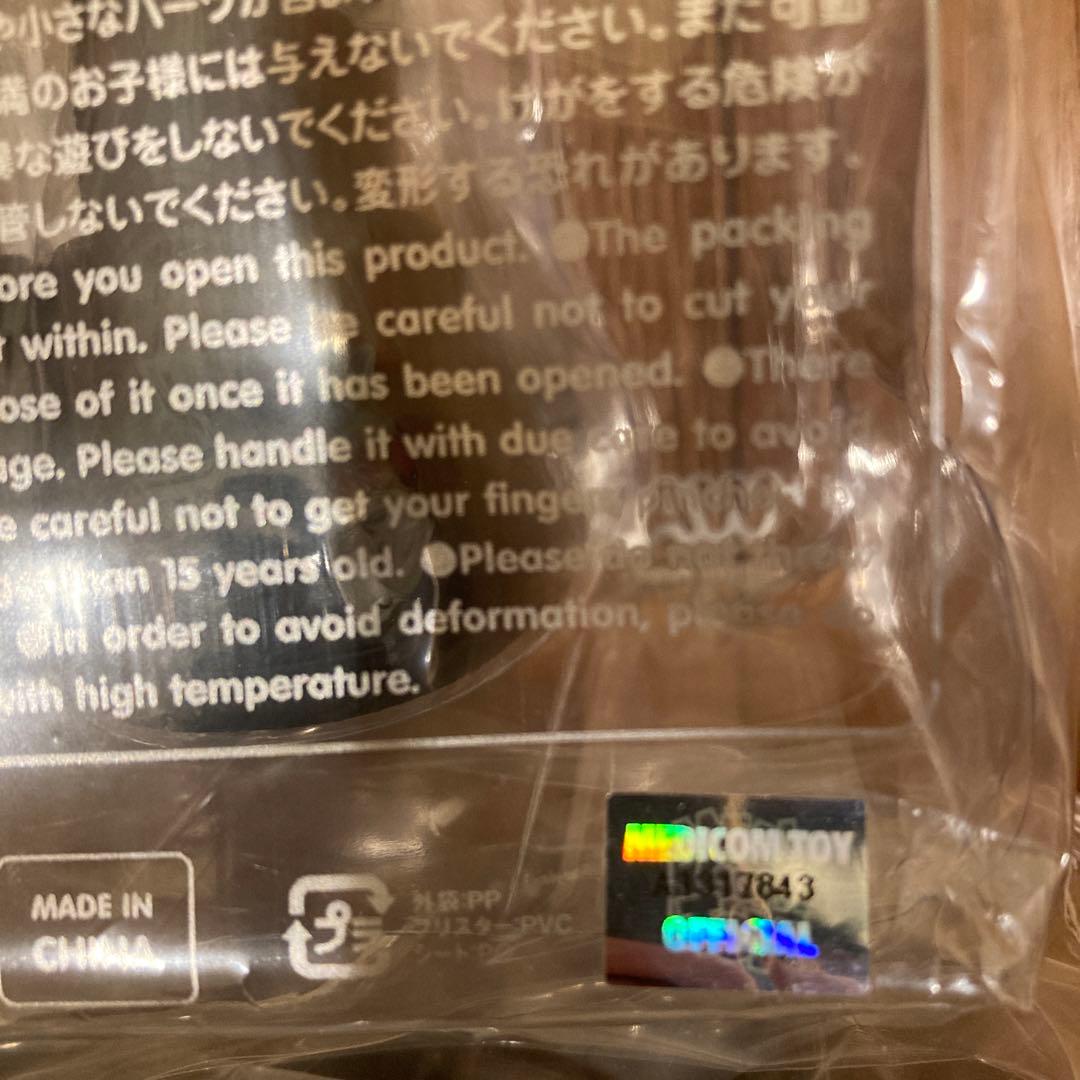 や小さなパーツが含ま
満のお子様には与えないでください。また可動
な遊びをしないでください。けがをする危険が
管しないでください。変形する恐れがあります。
ore you open this product. ●The packing
r within. Please be careful not to cut your
ose of it once it has been opened. ●There
age. Please handle it with due care to avoid
e careful not to get your finge
than 15 years old. ●Please do not
●In order to avoid deformation, please do
with high temperature.
MADE IN
CHINA
プラ
外袋:PP
ブリスター:PVC
MEDICOM TOY
A1317843
OFFICIAL